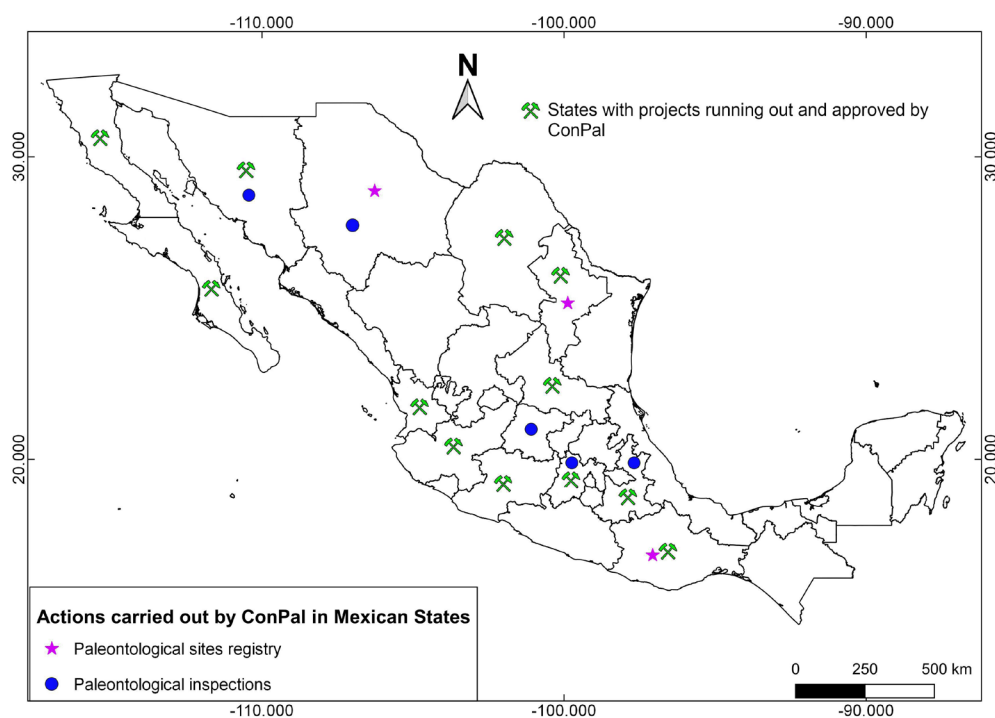 -110.000
-100.000
-90.000
N
States with projects running out and approved by
ConPal
30.000
30.000
20.000
20.000
Actions carried out by ConPal in Mexican States
Paleontological sites registry
Paleontological inspections
0 250 500 km
-110.000
-100.000
-90.000